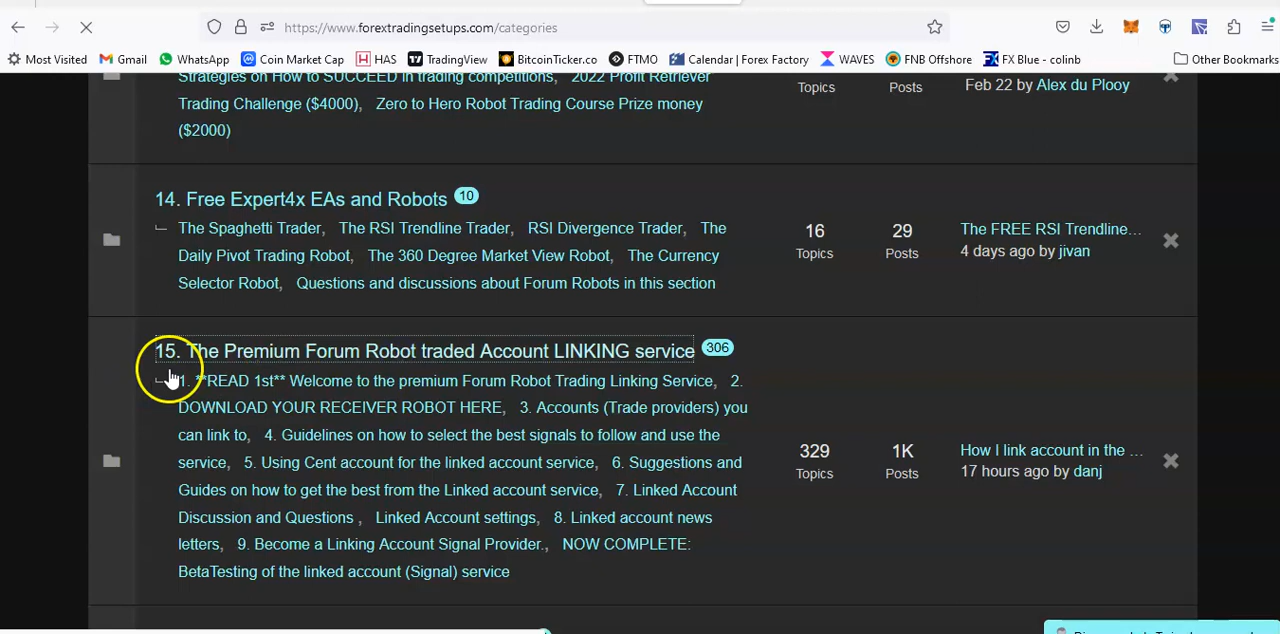 https://www.forextradingsetups.com/categories
Most Visited Gmail WhatsApp Coin Market Cap HAS TradingView BitcoinTicker.co FTMO Calendar | Forex Factory WAVES FNB Offshore FX Blue - colinb Other Bookmarks
Strategies on How to SUCCEED in trading competitions, 2022 Profit Retriever
Trading Challenge ($4000), Zero to Hero Robot Trading Course Prize money
($2000)
Topics
Posts
Feb 22 by Alex du Plooy
14. Free Expert4x EAs and Robots 10
The Spaghetti Trader, The RSI Trendline Trader, RSI Divergence Trader, The
Daily Pivot Trading Robot, The 360 Degree Market View Robot, The Currency
Selector Robot, Questions and discussions about Forum Robots in this section
16
Topics
29
Posts
The FREE RSI Trendline...
4 days ago by jivan
15. The Premium Forum Robot traded Account LINKING service 306
1. **READ 1st** Welcome to the premium Forum Robot Trading Linking Service, 2.
DOWNLOAD YOUR RECEIVER ROBOT HERE, 3. Accounts (Trade providers) you
can link to, 4. Guidelines on how to select the best signals to follow and use the
service, 5. Using Cent account for the linked account service, 6. Suggestions and
Guides on how to get the best from the Linked account service, 7. Linked Account
Discussion and Questions , Linked Account settings, 8. Linked account news
letters, 9. Become a Linking Account Signal Provider., NOW COMPLETE:
BetaTesting of the linked account (Signal) service
329
Topics
1K
Posts
How I link account in the ...
17 hours ago by danj